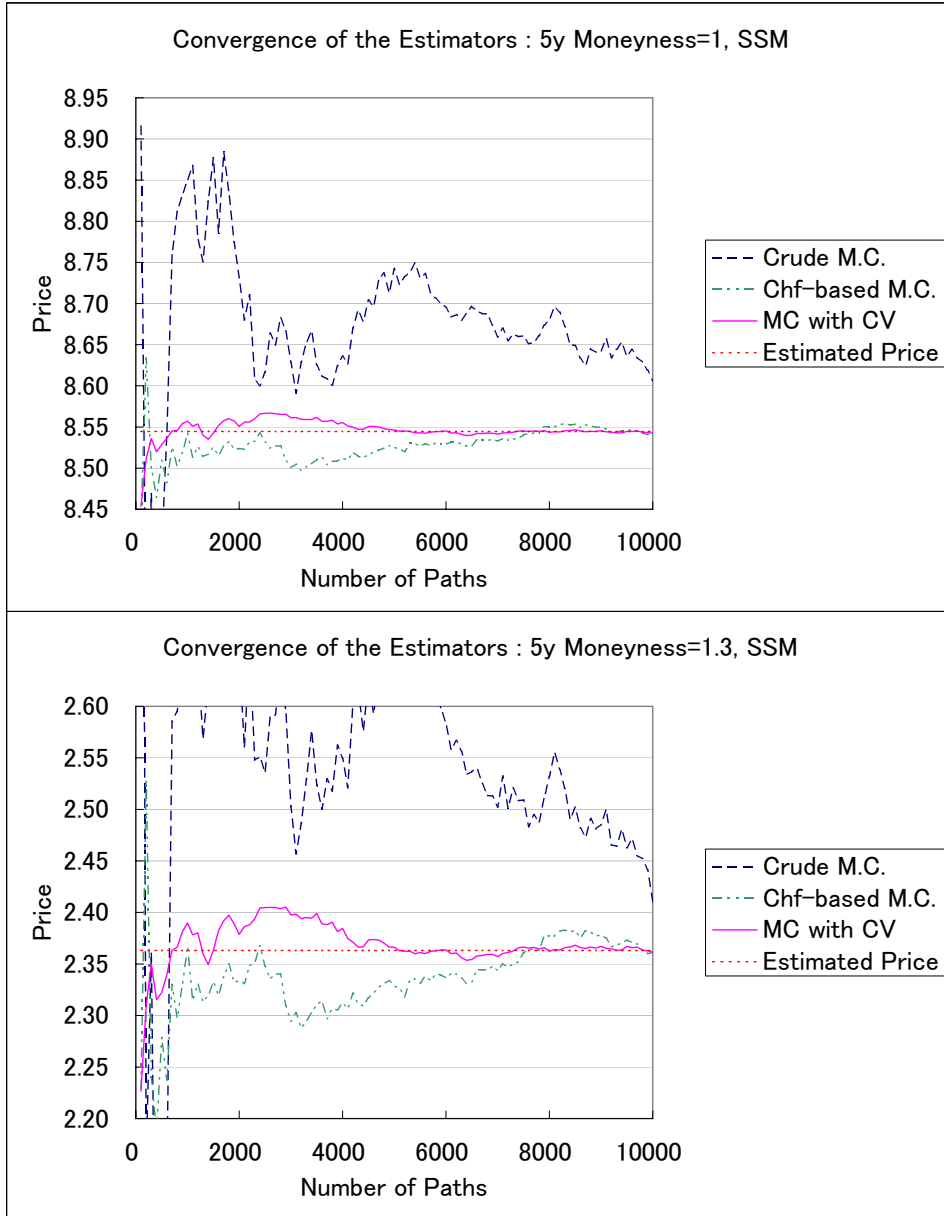 Convergence of the Estimators : 5y Moneyness=1, SSM
8.95
8.90
8.85
8.80
8.75
8.70
8.65
8.60
8.55
8.50
8.45
Price
0 2000 4000 6000 8000 10000
Number of Paths
Crude M.C.
Chf-based M.C.
MC with CV
Estimated Price
Convergence of the Estimators : 5y Moneyness=1.3, SSM
2.60
2.55
2.50
2.45
2.40
2.35
2.30
2.25
2.20
Price
0 2000 4000 6000 8000 10000
Number of Paths
Crude M.C.
Chf-based M.C.
MC with CV
Estimated Price